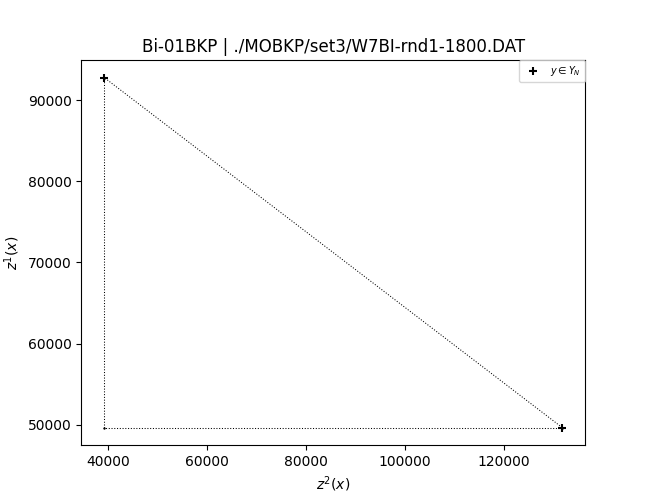 Bi-01BKP | ./MOBKP/set3/W7BI-rnd1-1800.DAT
y ∈ Y_N
z^1(x)
90000
80000
70000
60000
50000
40000 60000 80000 100000 120000
z^2(x)